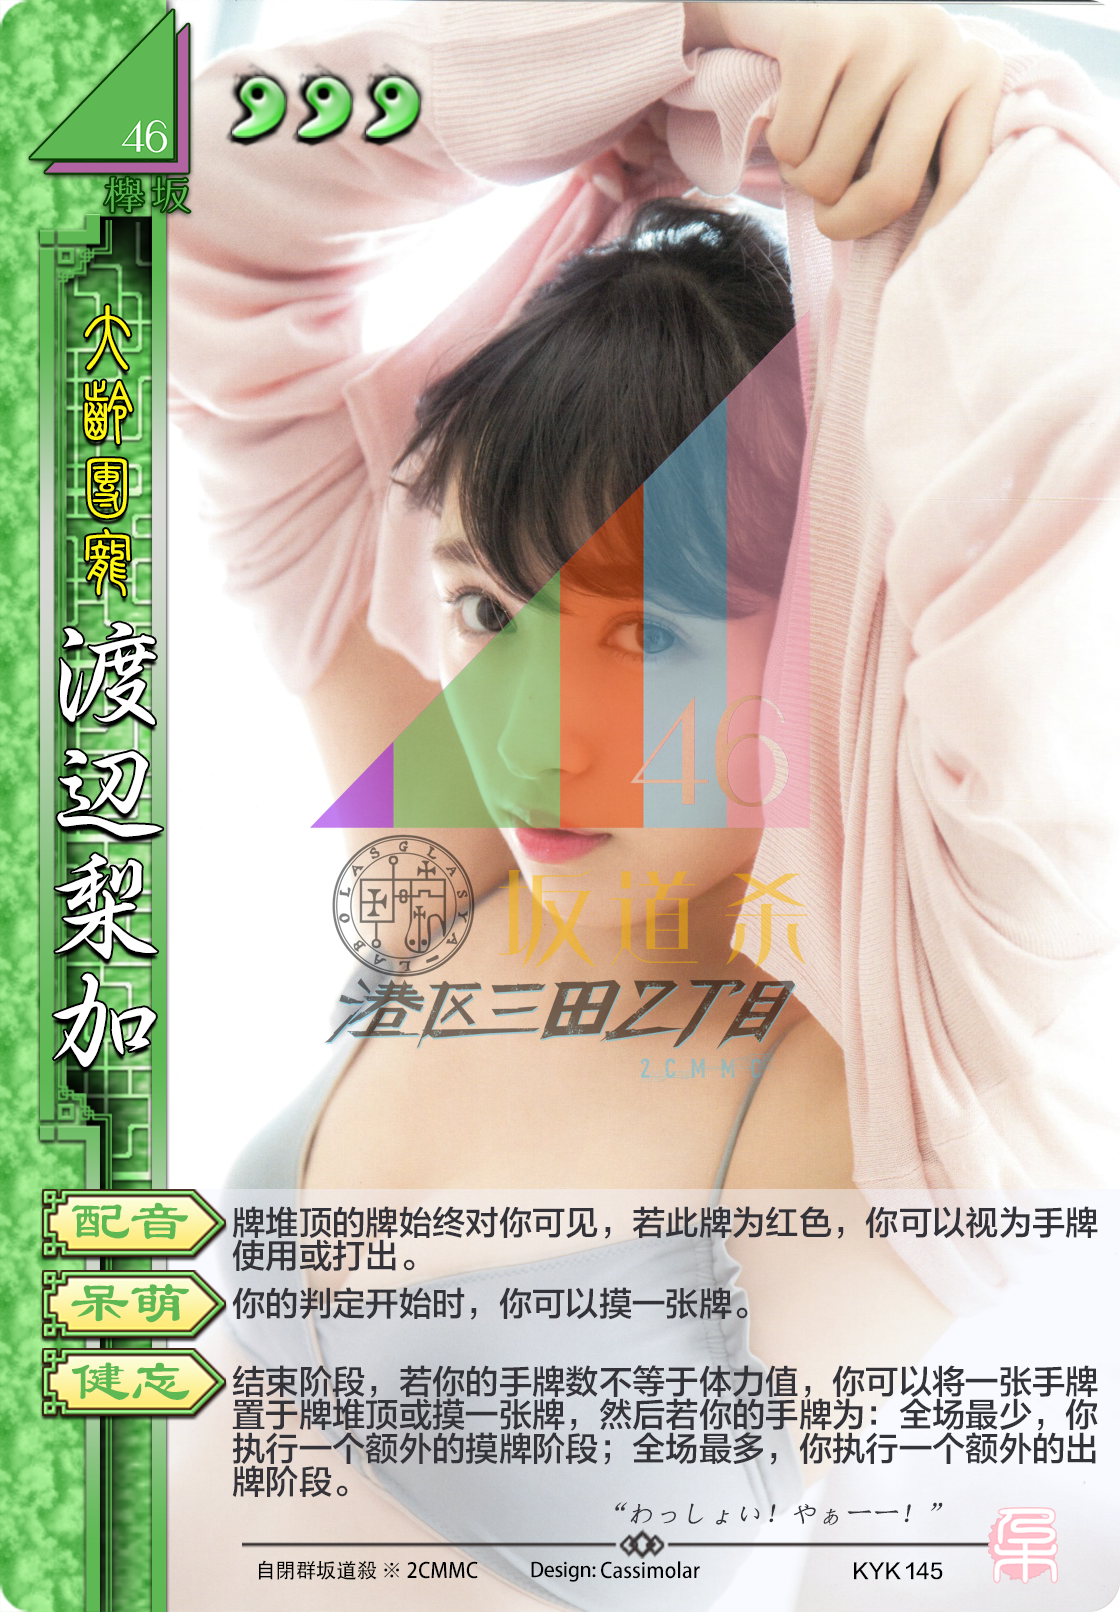 46
欅坂
大齡團寵
渡辺梨加
46
GLASYA-LABOLAS
坂道杀
港区三田2丁目
2CMMC
配音
牌堆顶的牌始终对你可见，若此牌为红色，你可以视为手牌
使用或打出。
呆萌
你的判定开始时，你可以摸一张牌。
健忘
结束阶段，若你的手牌数不等于体力值，你可以将一张手牌
置于牌堆顶或摸一张牌，然后若你的手牌为：全场最少，你
执行一个额外的摸牌阶段；全场最多，你执行一个额外的出
牌阶段。
“わっしょい！やぁーー！”
自閉群坂道殺 ※ 2CMMC
Design: Cassimolar
KYK 145